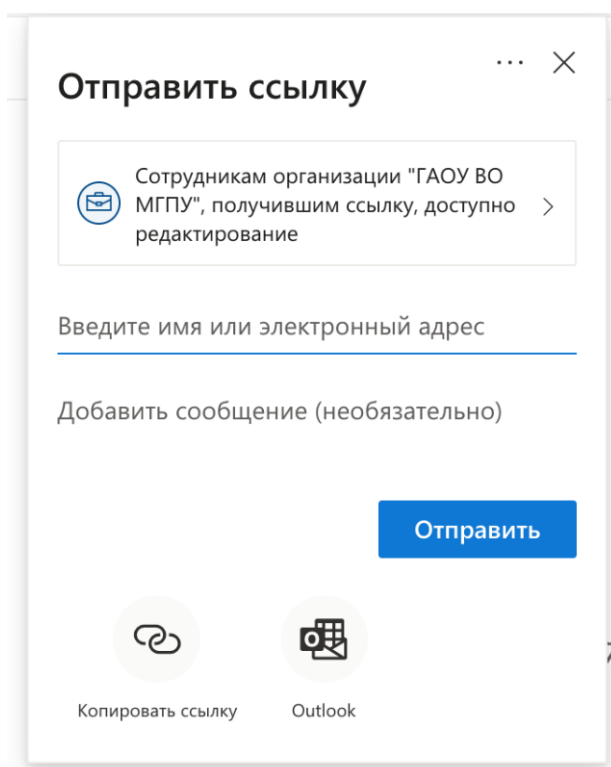 Отправить ссылку
Сотрудникам организации "ГАОУ ВО
МГПУ", получившим ссылку, доступно
редактирование
Введите имя или электронный адрес
Добавить сообщение (необязательно)
Отправить
Копировать ссылку
Outlook